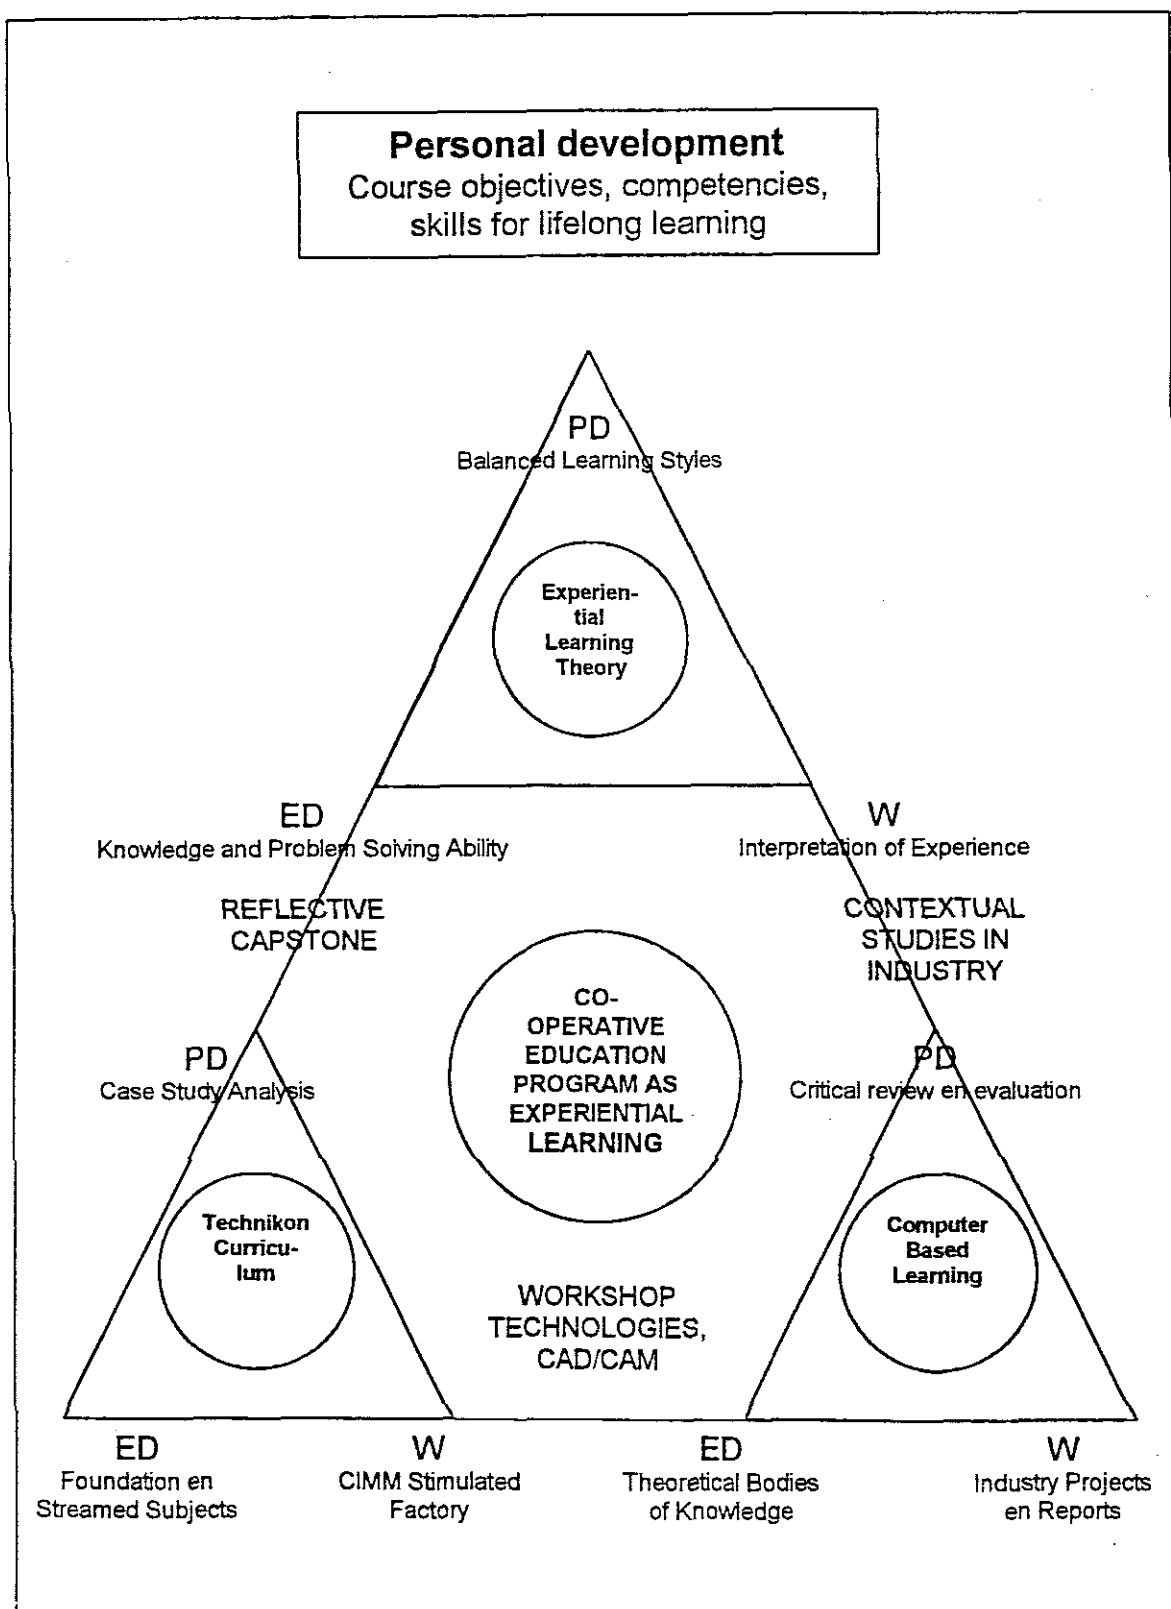 Personal development
Course objectives, competencies,
skills for lifelong learning
PD
Balanced Learning Styles
Experien-
tial
Learning
Theory
ED
Knowledge and Problem Solving Ability
W
Interpretation of Experience
REFLECTIVE
CAPSTONE
CONTEXTUAL
STUDIES IN
INDUSTRY
CO-
OPERATIVE
EDUCATION
PROGRAM AS
EXPERIENTIAL
LEARNING
PD
Case Study Analysis
PD
Critical review en evaluation
Technikon
Curricu-
lum
Computer
Based
Learning
WORKSHOP
TECHNOLOGIES,
CAD/CAM
ED
Foundation en
Streamed Subjects
W
CIMM Stimulated
Factory
ED
Theoretical Bodies
of Knowledge
W
Industry Projects
en Reports